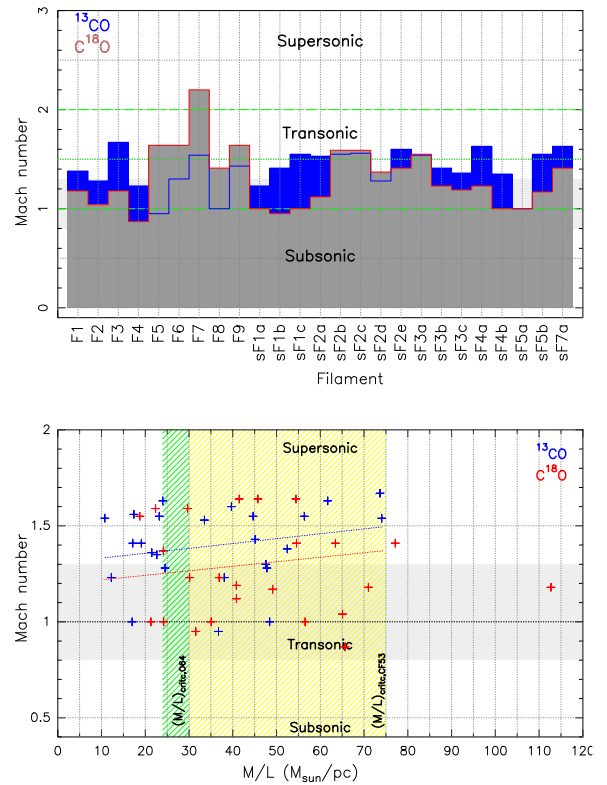 3
¹³CO
C¹⁸O
Supersonic
2
Transonic
1
Subsonic
0
Mach number
F1 F2 F3 F4 F5 F6 F7 F8 F9 sF1a sF1b sF1c sF2a sF2b sF2c sF2d sF2e sF3a sF3b sF3c sF4a sF4b sF5a sF5b sF7a
Filament
2
Supersonic
¹³CO
C¹⁸O
1.5
1
Transonic
0.5
Subsonic
Mach number
(M/L)critc,O64
(M/L)critc,CF53
0 10 20 30 40 50 60 70 80 90 100 110 120
M/L (Msun/pc)